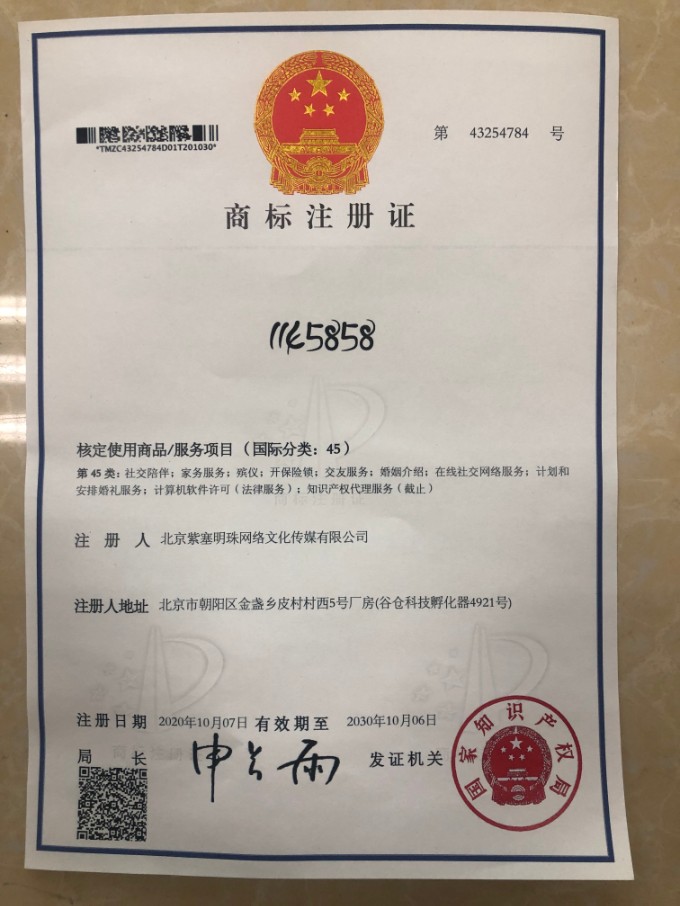 *TMZC43254784D01T201030*
第 43254784 号
商标注册证
1145858
核定使用商品/服务项目（国际分类：45）
第45类：社交陪伴；家务服务；殡仪；开保险锁；交友服务；婚姻介绍；在线社交网络服务；计划和
安排婚礼服务；计算机软件许可（法律服务）；知识产权代理服务（截止）
注册人 北京紫塞明珠网络文化传媒有限公司
注册人地址 北京市朝阳区金盏乡皮村村西5号厂房(谷仓科技孵化器4921号)
注册日期 2020年10月07日 有效期至 2030年10月06日
局长 申长雨 发证机关
国家知识产权局